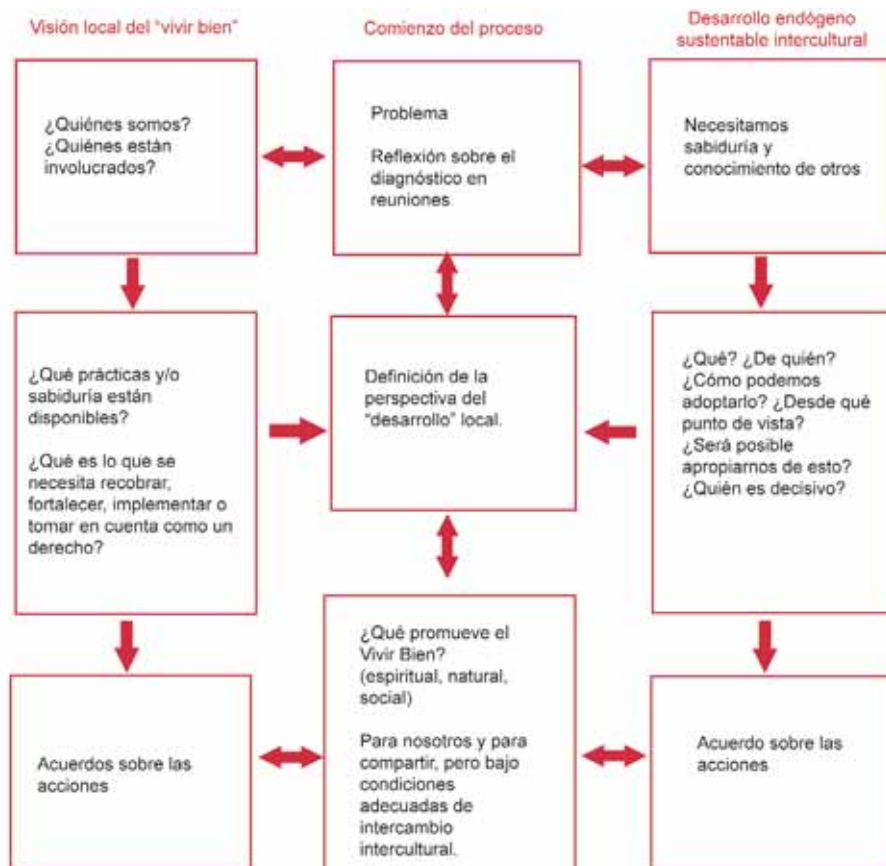 Visión local del "vivir bien"
Comienzo del proceso
Desarrollo endógeno
sustentable intercultural
¿Quiénes somos?
¿Quiénes están
involucrados?
Problema
Reflexión sobre el
diagnóstico en
reuniones
Necesitamos
sabiduría y
conocimiento de otros
¿Qué prácticas y/o
sabiduría están
disponibles?
¿Qué es lo que se
necesita recobrar,
fortalecer, implementar o
tomar en cuenta como un
derecho?
Definición de la
perspectiva del
"desarrollo" local.
¿Qué? ¿De quién?
¿Cómo podemos
adoptarlo? ¿Desde qué
punto de vista?
¿Será posible
apropiarnos de esto?
¿Quién es decisivo?
Acuerdos sobre las
acciones
¿Qué promueve el
Vivir Bien?
(espiritual, natural,
social)
Para nosotros y para
compartir, pero bajo
condiciones
adecuadas de
intercambio
intercultural.
Acuerdo sobre las
acciones